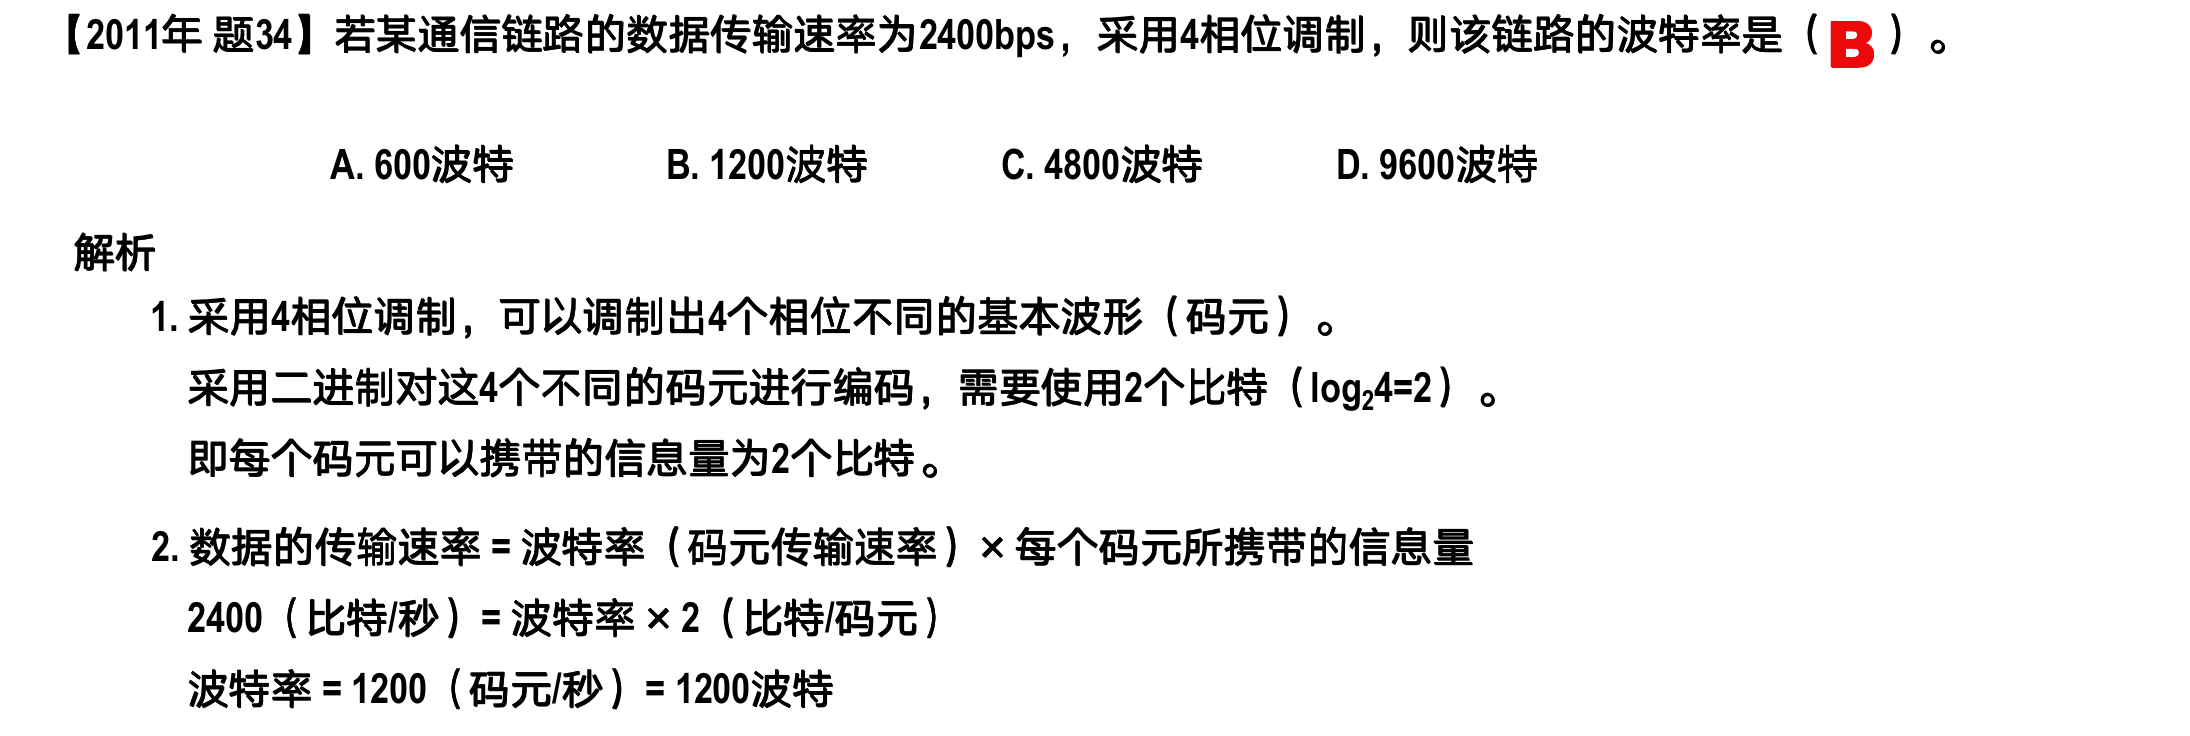 【2011年 题34】若某通信链路的数据传输速率为2400bps，采用4相位调制，则该链路的波特率是（B）。
A. 600波特 B. 1200波特 C. 4800波特 D. 9600波特
解析
1. 采用4相位调制，可以调制出4个相位不同的基本波形（码元）。
采用二进制对这4个不同的码元进行编码，需要使用2个比特（log₂4=2）。
即每个码元可以携带的信息量为2个比特。
2. 数据的传输速率 = 波特率（码元传输速率）× 每个码元所携带的信息量
2400（比特/秒）= 波特率 × 2（比特/码元）
波特率 = 1200（码元/秒）= 1200波特